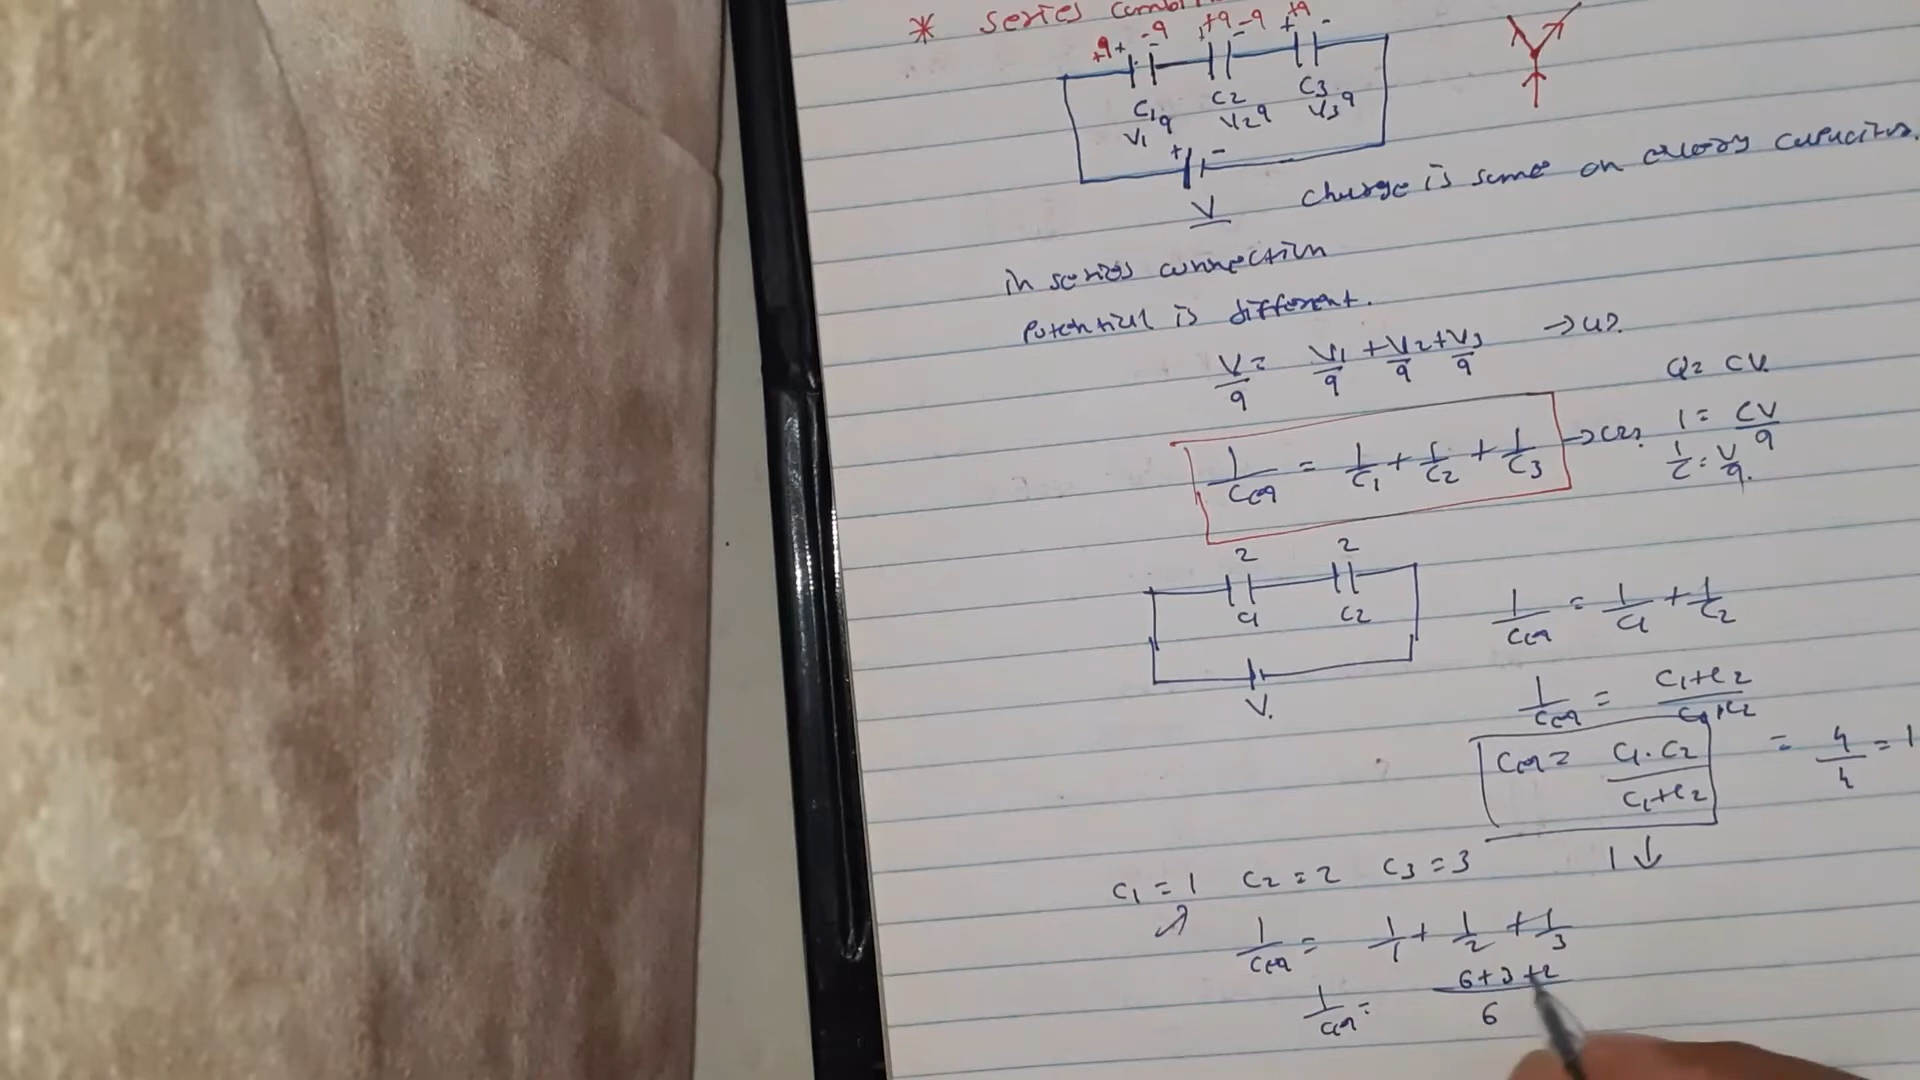 * series
+q + - -q +q - -q + +q -
C1 q C2 C3
V1 V2 q V3 q
+ -
V
charge is same on every capacitor.
in series connection
potential is different.
V/q = V1/q + V2/q + V3/q
Q = CV
1/Ceq = 1/C1 + 1/C2 + 1/C3
1 = CV/q
1/C = V/q.
2 2
C1 C2
V.
1/Ceq = 1/C1 + 1/C2
1/Ceq = C1+C2/C1.C2
Ceq = C1.C2/C1+C2 = 4/4 = 1
1 ↓
C1 = 1 C2 = 2 C3 = 3
1/Ceq = 1/1 + 1/2 + 1/3
1/Ceq = 6+3+2/6